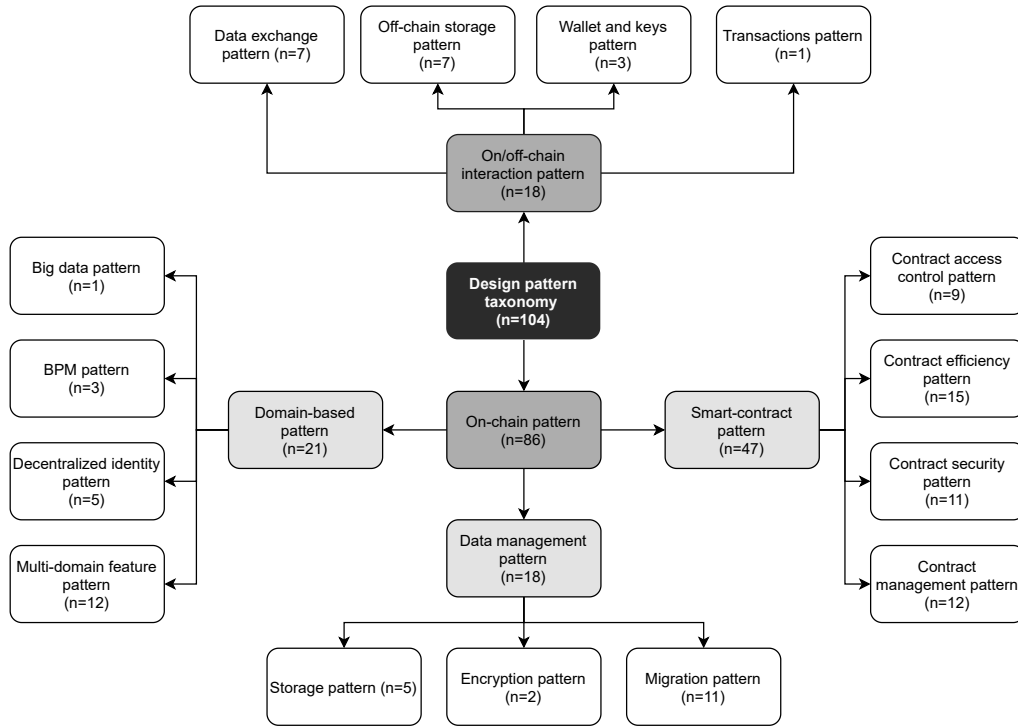 Data exchange
pattern (n=7)
Off-chain storage
pattern
(n=7)
Wallet and keys
pattern
(n=3)
Transactions pattern
(n=1)
On/off-chain
interaction pattern
(n=18)
Big data pattern
(n=1)
Design pattern
taxonomy
(n=104)
Contract access
control pattern
(n=9)
BPM pattern
(n=3)
Contract efficiency
pattern
(n=15)
Domain-based
pattern
(n=21)
On-chain pattern
(n=86)
Smart-contract
pattern
(n=47)
Decentralized identity
pattern
(n=5)
Contract security
pattern
(n=11)
Data management
pattern
(n=18)
Multi-domain feature
pattern
(n=12)
Contract
management pattern
(n=12)
Storage pattern (n=5)
Encryption pattern
(n=2)
Migration pattern
(n=11)